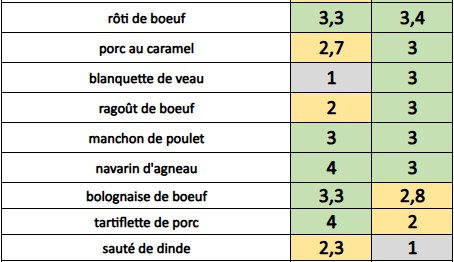 rôti de boeuf 3,3 3,4
porc au caramel 2,7 3
blanquette de veau 1 3
ragoût de boeuf 2 3
manchon de poulet 3 3
navarin d'agneau 4 3
bolognaise de boeuf 3,3 2,8
tartiflette de porc 4 2
sauté de dinde 2,3 1